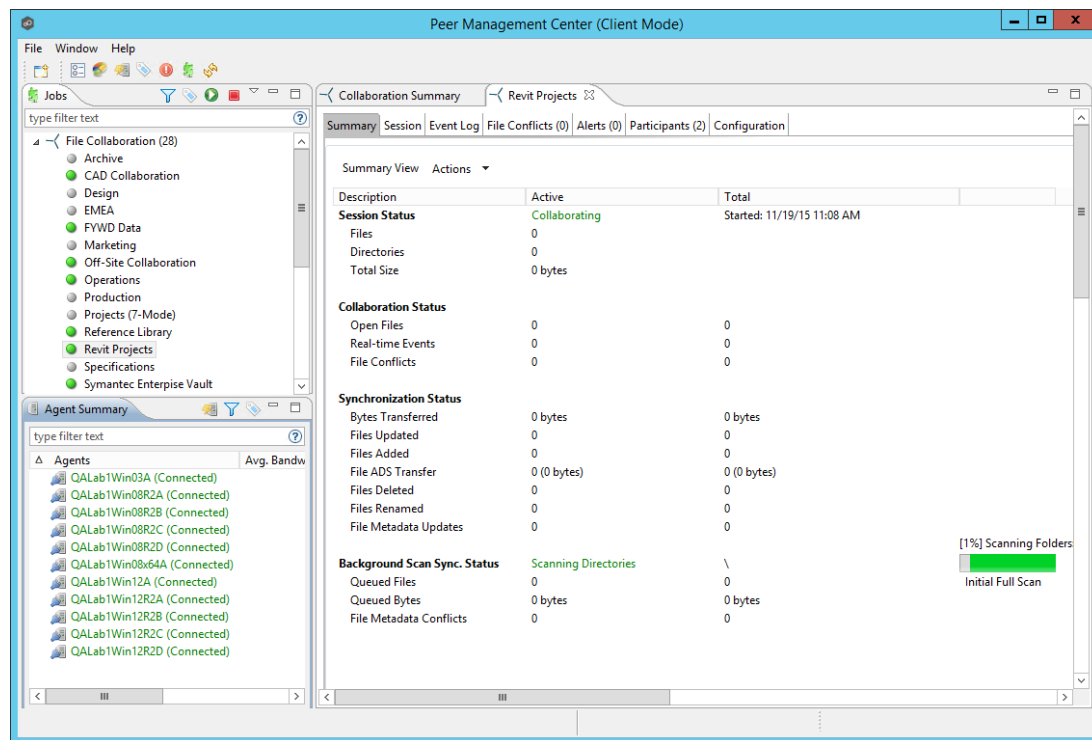 Peer Management Center (Client Mode)
File Window Help
Jobs
type filter text
File Collaboration (28)
Archive
CAD Collaboration
Design
EMEA
FYWD Data
Marketing
Off-Site Collaboration
Operations
Production
Projects (7-Mode)
Reference Library
Revit Projects
Specifications
Symantec Enterpise Vault
Agent Summary
type filter text
Agents Avg. Bandw
QALab1Win03A (Connected)
QALab1Win08R2A (Connected)
QALab1Win08R2B (Connected)
QALab1Win08R2C (Connected)
QALab1Win08R2D (Connected)
QALab1Win08x64A (Connected)
QALab1Win12A (Connected)
QALab1Win12R2A (Connected)
QALab1Win12R2B (Connected)
QALab1Win12R2C (Connected)
QALab1Win12R2D (Connected)
Collaboration Summary Revit Projects
Summary Session Event Log File Conflicts (0) Alerts (0) Participants (2) Configuration
Summary View Actions
Description Active Total
Session Status Collaborating Started: 11/19/15 11:08 AM
Files 0
Directories 0
Total Size 0 bytes
Collaboration Status
Open Files 0 0
Real-time Events 0 0
File Conflicts 0 0
Synchronization Status
Bytes Transferred 0 bytes 0 bytes
Files Updated 0 0
Files Added 0 0
File ADS Transfer 0 (0 bytes) 0 (0 bytes)
Files Deleted 0 0
Files Renamed 0 0
File Metadata Updates 0 0
[1%] Scanning Folders
Background Scan Sync. Status Scanning Directories \
Queued Files 0 0 Initial Full Scan
Queued Bytes 0 bytes 0 bytes
File Metadata Conflicts 0 0